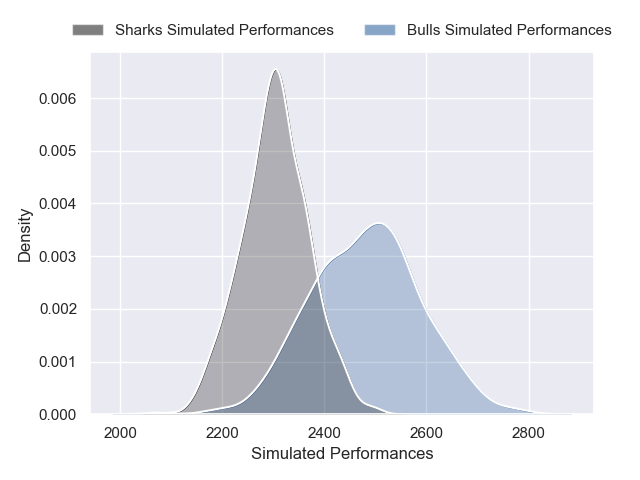 Sharks Simulated Performances
Bulls Simulated Performances
0.006
0.005
0.004
0.003
0.002
0.001
0.000
Density
2000 2200 2400 2600 2800
Simulated Performances